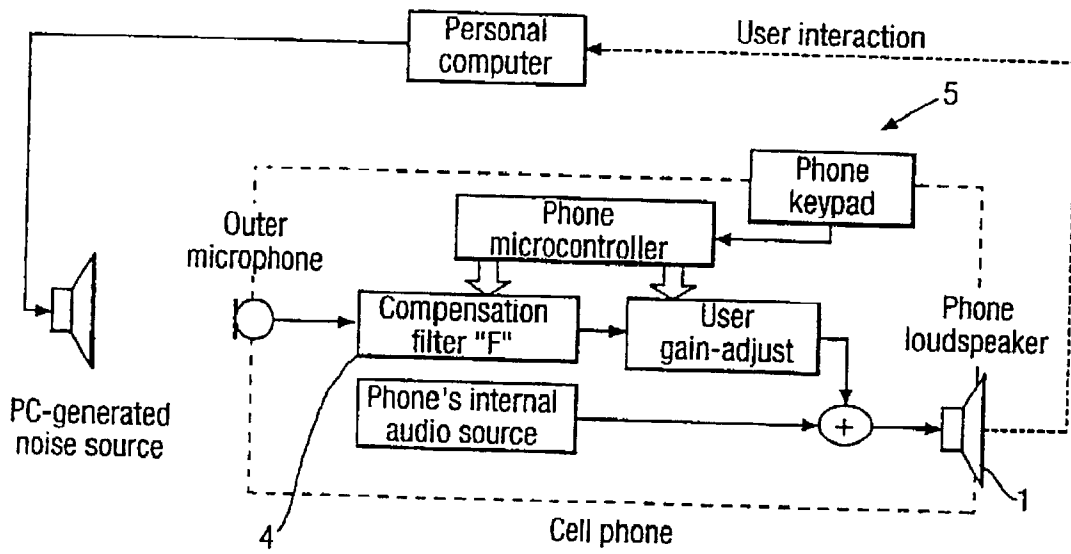 Personal
computer
User interaction
5
Phone
keypad
Phone
microcontroller
Outer
microphone
Compensation
filter "F"
User
gain-adjust
Phone
loudspeaker
PC-generated
noise source
Phone's internal
audio source
+
4
Cell phone
1